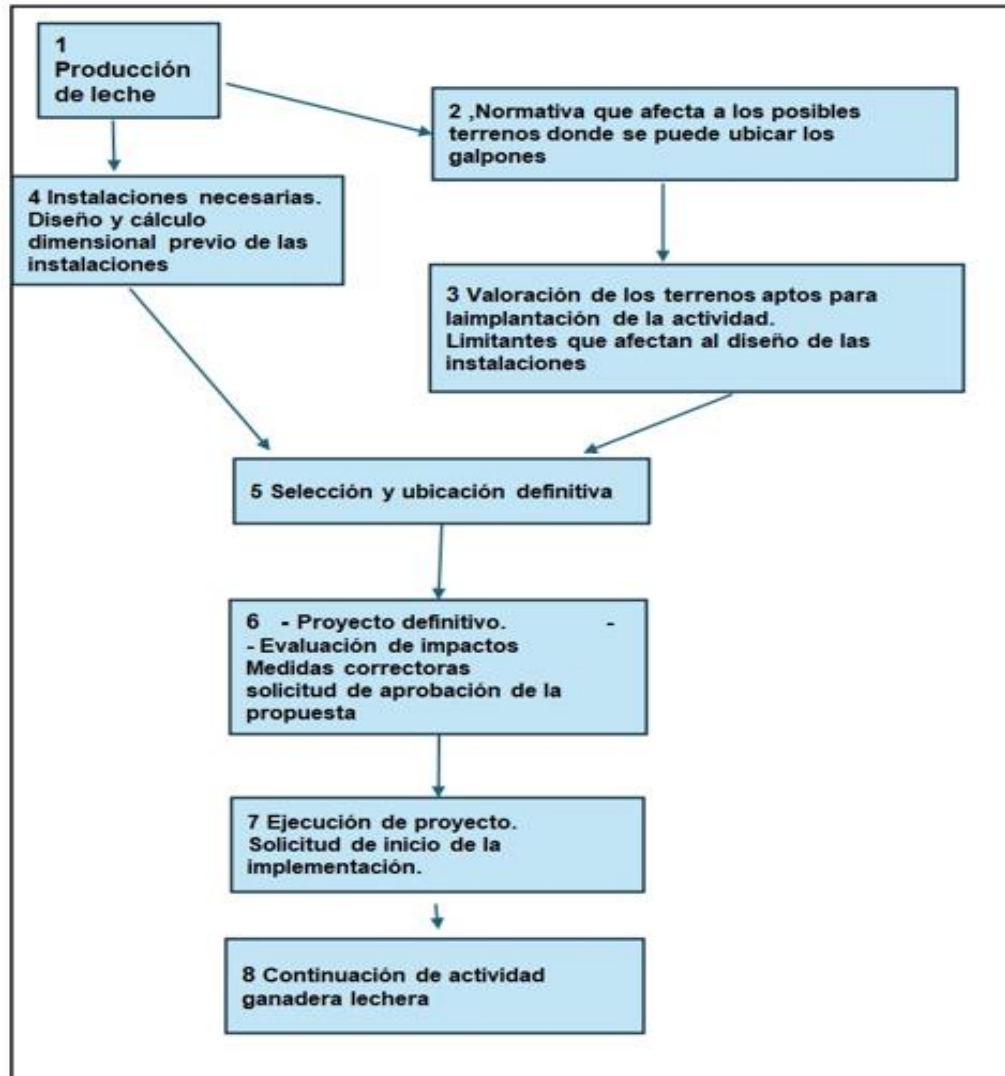 1
Producción
de leche
2 ,Normativa que afecta a los posibles
terrenos donde se puede ubicar los
galpones
4 Instalaciones necesarias.
Diseño y cálculo
dimensional previo de las
instalaciones
3 Valoración de los terrenos aptos para
laimplantación de la actividad.
Limitantes que afectan al diseño de las
instalaciones
5 Selección y ubicación definitiva
6 - Proyecto definitivo. -
- Evaluación de impactos
Medidas correctoras
solicitud de aprobación de la
propuesta
7 Ejecución de proyecto.
Solicitud de inicio de la
implementación.
8 Continuación de actividad
ganadera lechera